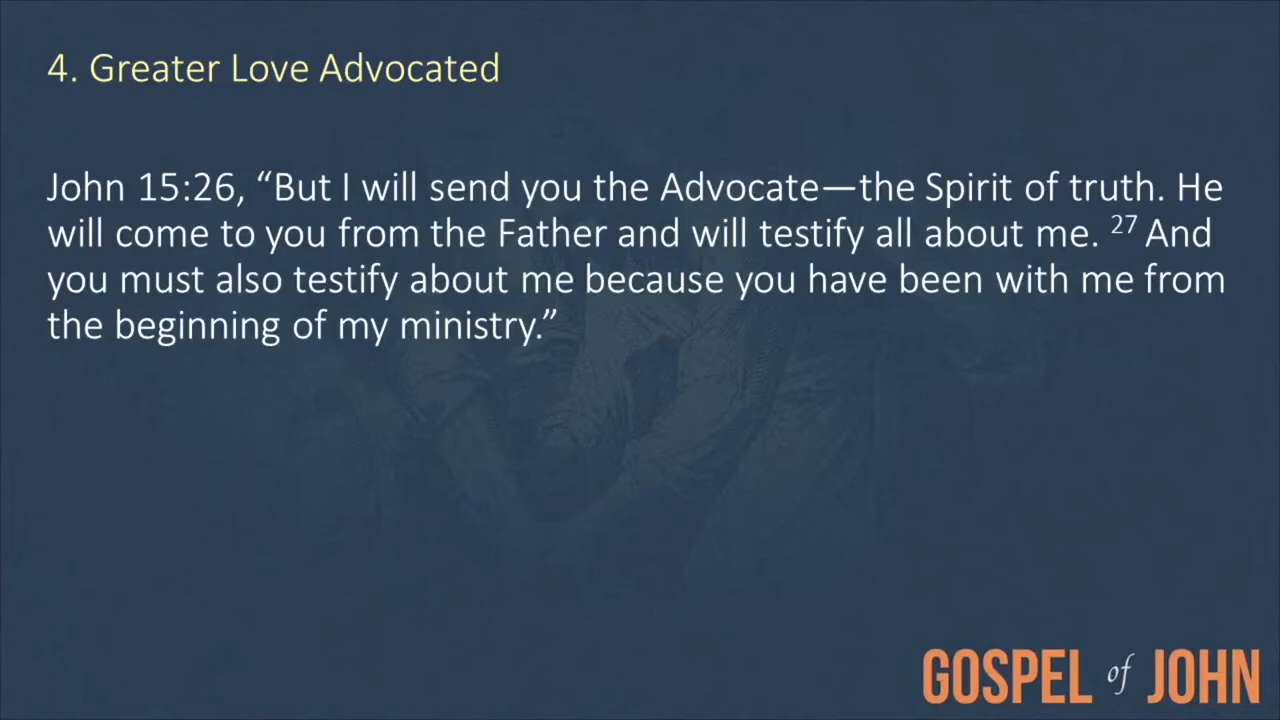 4. Greater Love Advocated
John 15:26, “But I will send you the Advocate—the Spirit of truth. He
will come to you from the Father and will testify all about me. ²⁷ And
you must also testify about me because you have been with me from
the beginning of my ministry.”
GOSPEL of JOHN